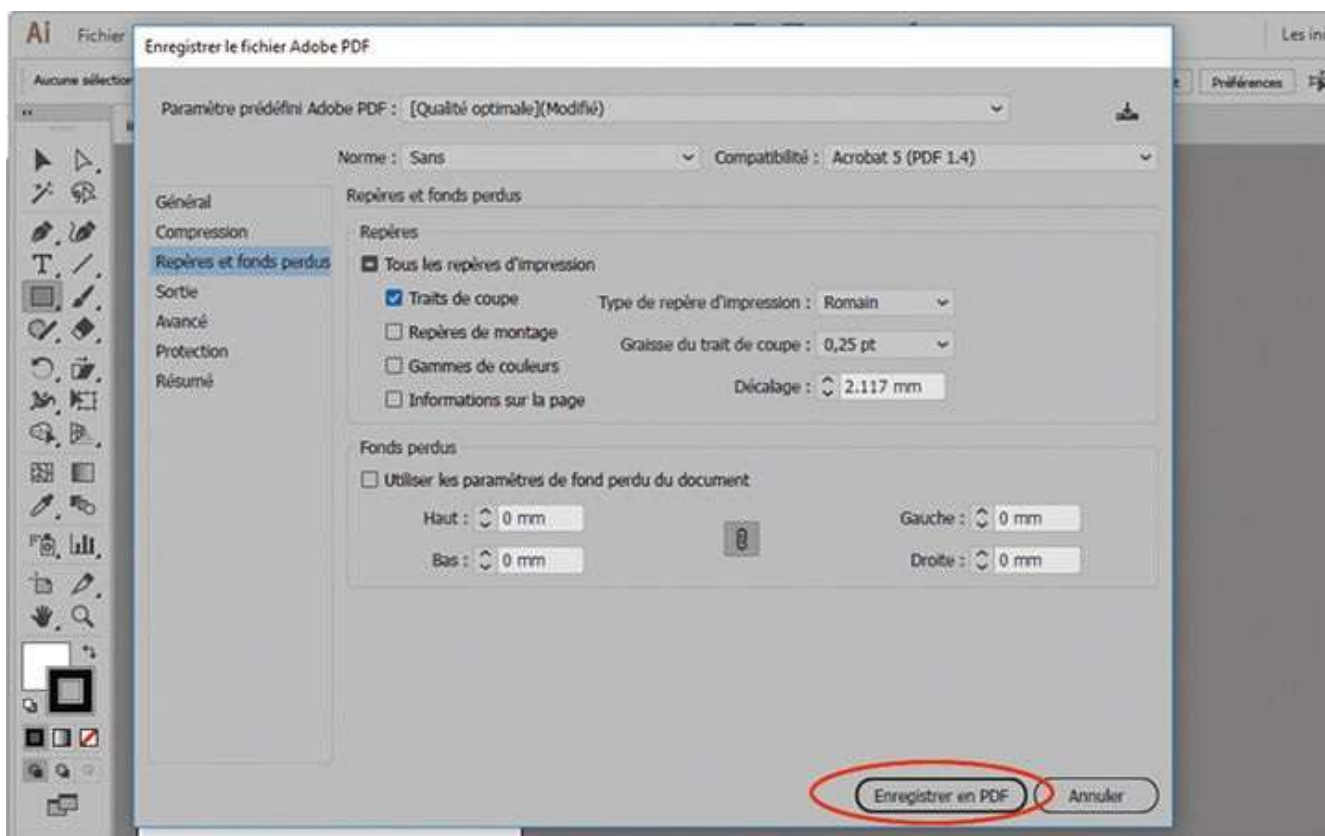 Ai Fichier Les
Enregistrer le fichier Adobe PDF
Aucune Préférences
Paramètre prédéfini Adobe PDF : [Qualité optimale](Modifié)
Norme : Sans Compatibilité : Acrobat 5 (PDF 1.4)
Général
Compression
Repères et fonds perdus
Sortie
Avancé
Protection
Résumé
Repères et fonds perdus
Repères
Tous les repères d'impression
Traits de coupe
Repères de montage
Gammes de couleurs
Informations sur la page
Type de repère d'impression : Romain
Graisse du trait de coupe : 0,25 pt
Décalage : 2.117 mm
Fonds perdus
Utiliser les paramètres de fond perdu du document
Haut : 0 mm Gauche : 0 mm
Bas : 0 mm Droite : 0 mm
Enregistrer en PDF Annuler